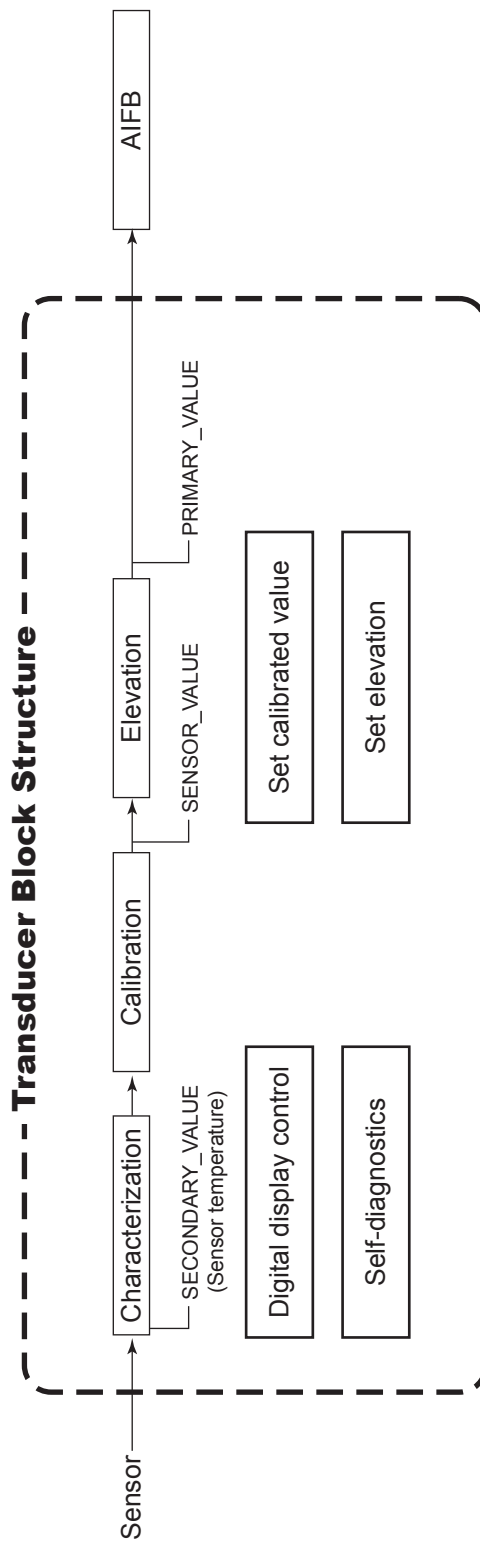 Transducer Block Structure
Sensor
Characterization
Calibration
Elevation
AIFB
SECONDARY_VALUE
(Sensor temperature)
SENSOR_VALUE
PRIMARY_VALUE
Digital display control
Set calibrated value
Self-diagnostics
Set elevation